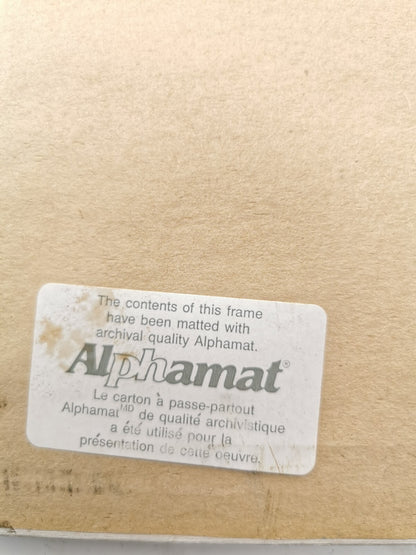 The contents of this frame
have been matted with
archival quality Alphamat.
Alphamat®
Le carton à passe-partout
Alphamat MD de qualité archivistique
a été utilisé pour la
présentation de cette oeuvre.